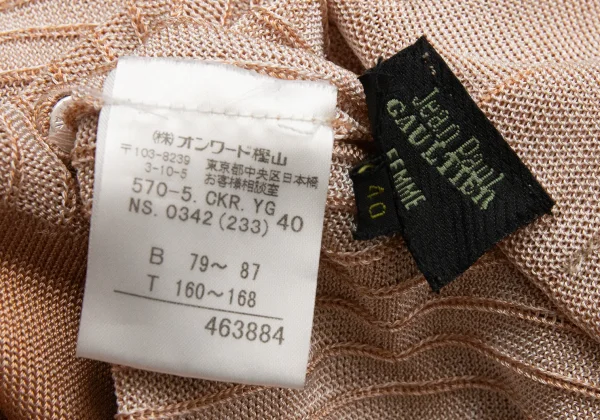 (株)オンワード樫山
〒103-8239 東京都中央区日本橋
3-10-5 お客様相談室
570-5. CKR. YG
NS. 0342 (233) 40
B 79〜 87
T 160〜168
463884
Jean Paul
GAULTIER
FEMME
40